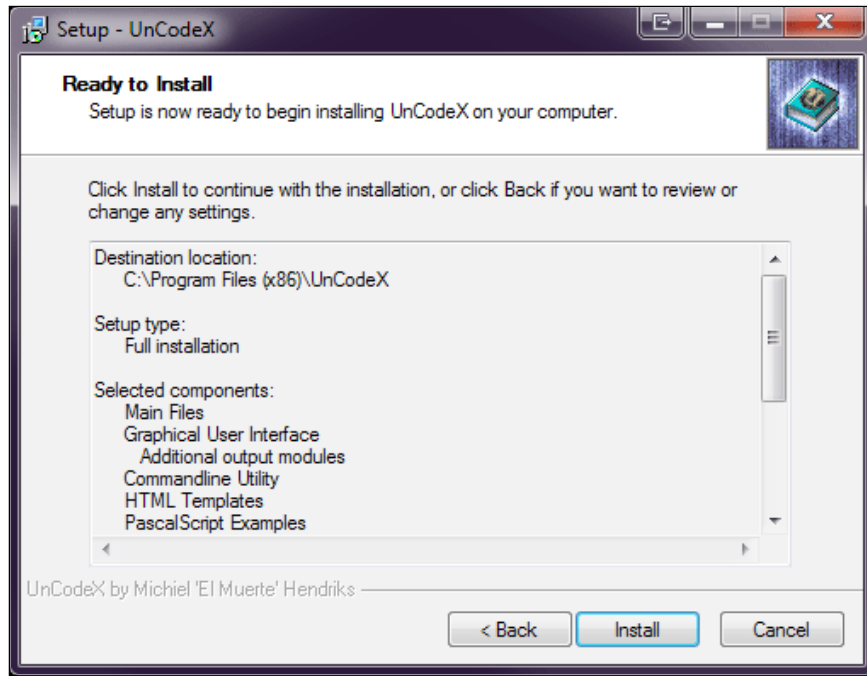 Setup - UnCodeX
Ready to Install
Setup is now ready to begin installing UnCodeX on your computer.
Click Install to continue with the installation, or click Back if you want to review or
change any settings.
Destination location:
C:\Program Files (x86)\UnCodeX
Setup type:
Full installation
Selected components:
Main Files
Graphical User Interface
Additional output modules
Commandline Utility
HTML Templates
PascalScript Examples
UnCodeX by Michiel 'El Muerte' Hendriks
< Back
Install
Cancel